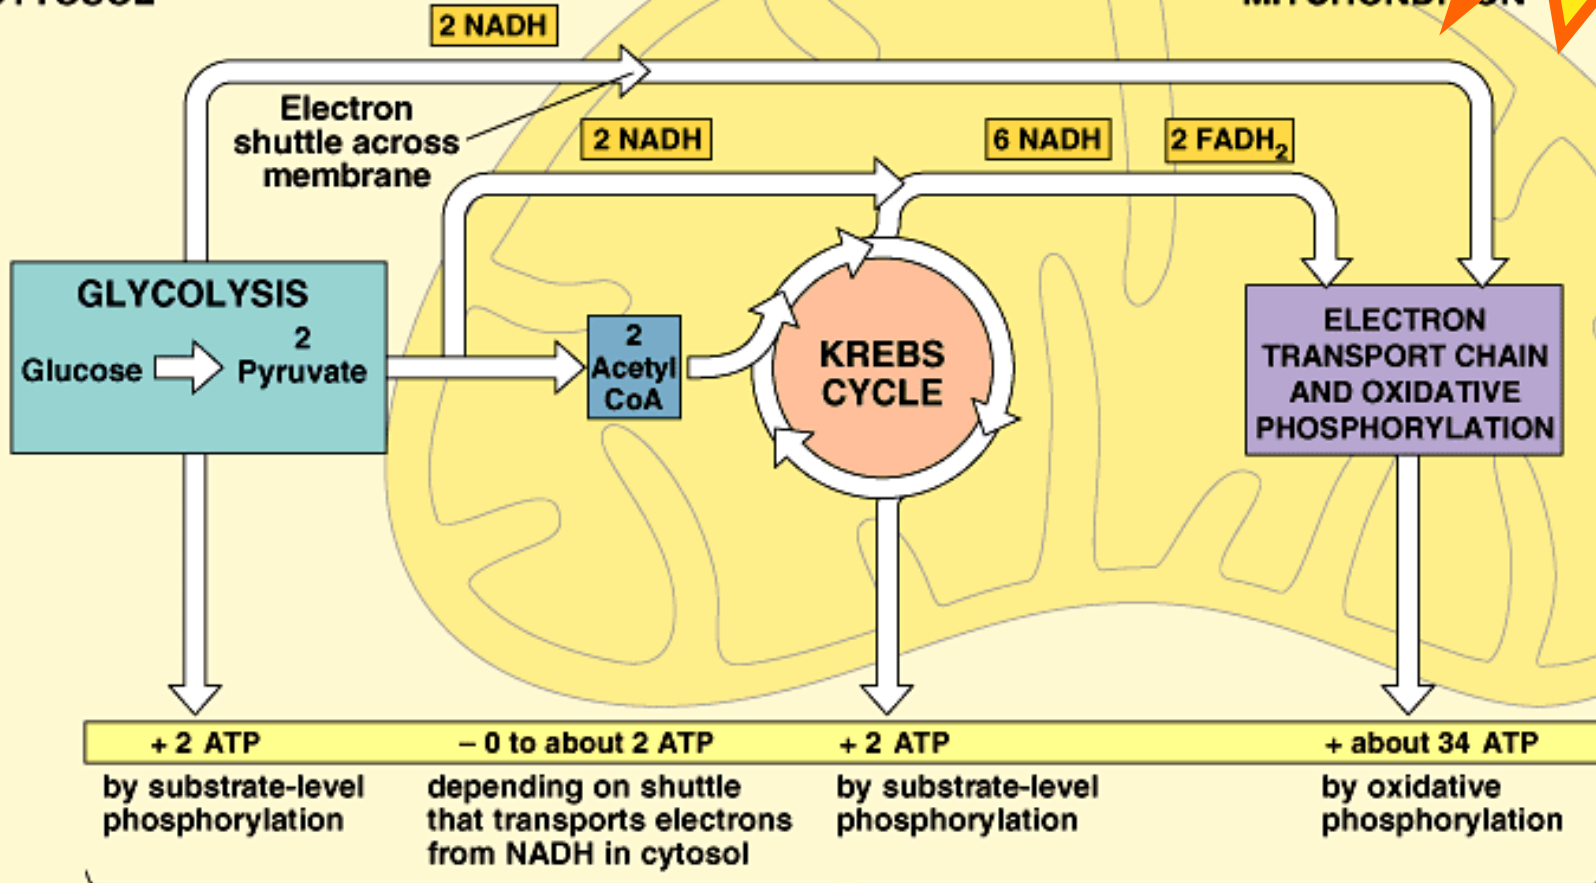 2 NADH
Electron
shuttle across
membrane
2 NADH
6 NADH
2 FADH₂
GLYCOLYSIS
Glucose
2
Pyruvate
2
Acetyl
CoA
KREBS
CYCLE
ELECTRON
TRANSPORT CHAIN
AND OXIDATIVE
PHOSPHORYLATION
+ 2 ATP
by substrate-level
phosphorylation
– 0 to about 2 ATP
depending on shuttle
that transports electrons
from NADH in cytosol
+ 2 ATP
by substrate-level
phosphorylation
+ about 34 ATP
by oxidative
phosphorylation